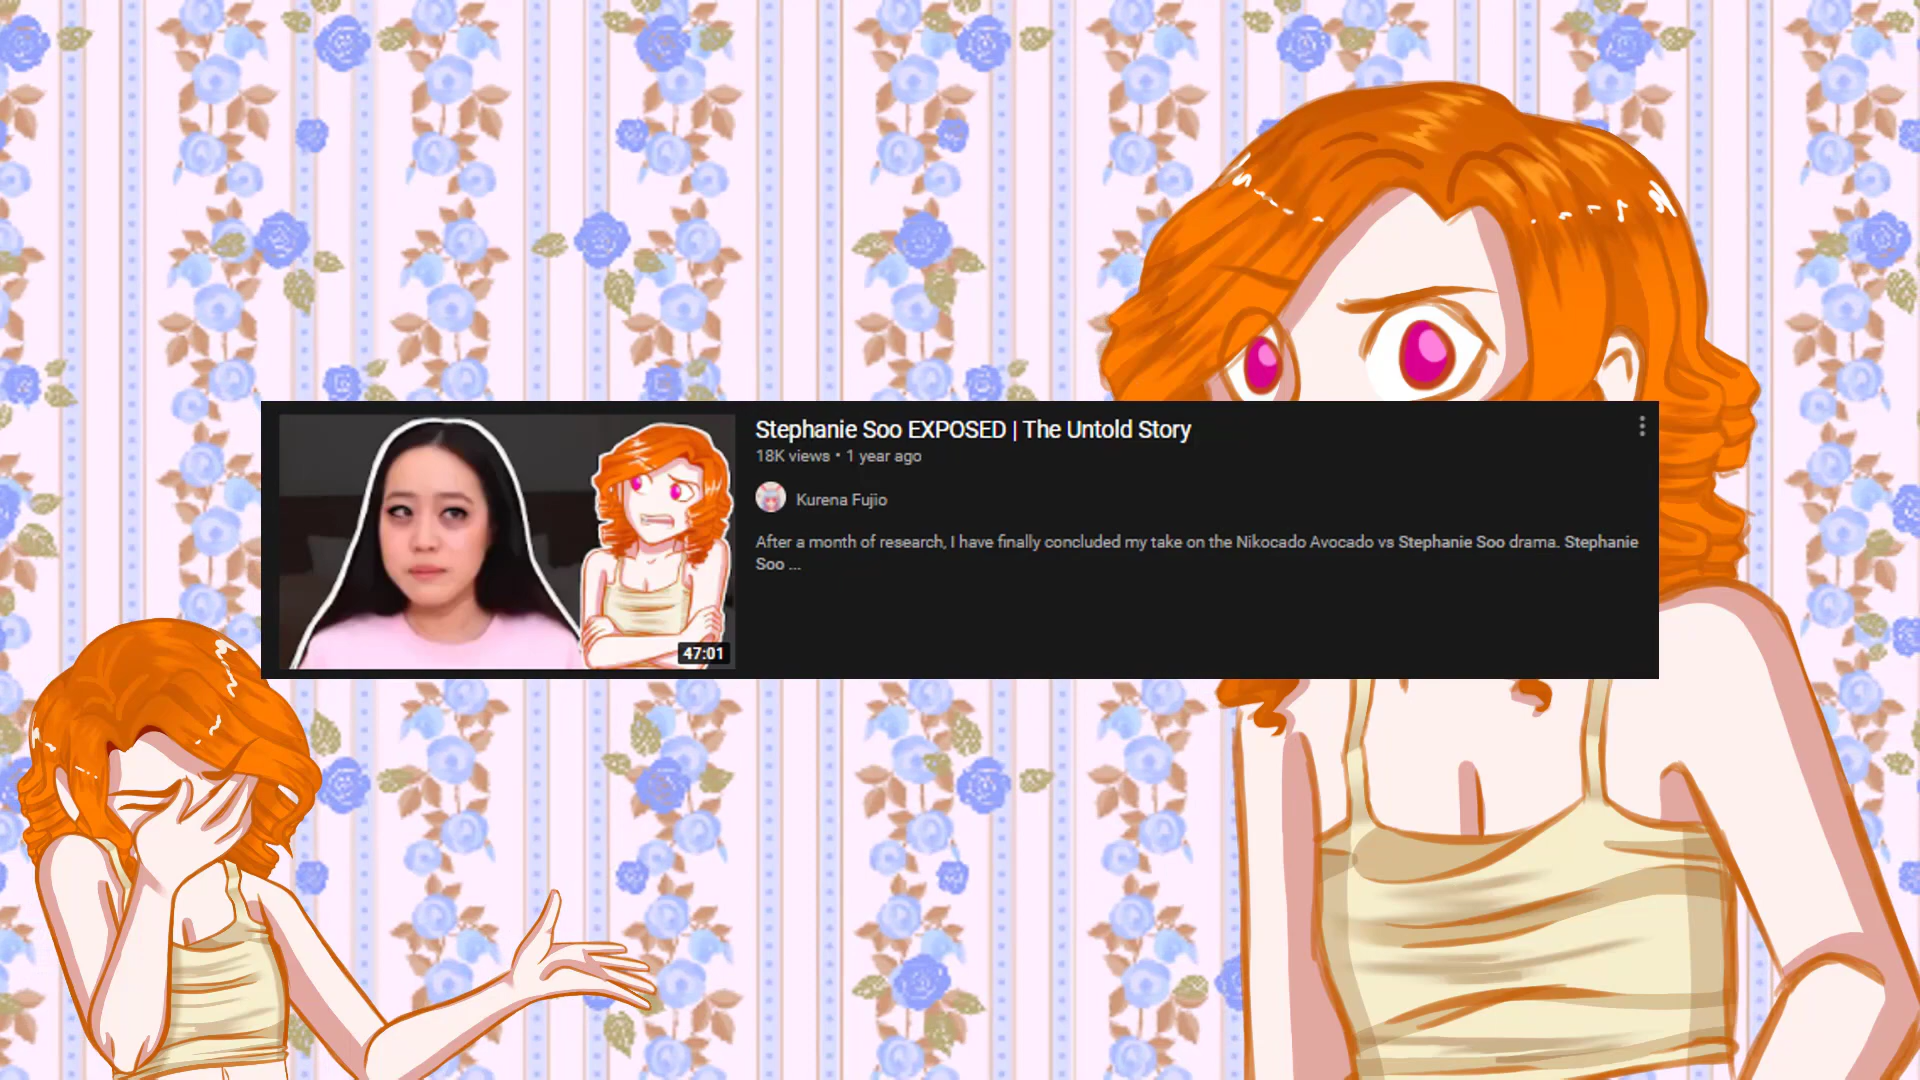 Stephanie Soo EXPOSED | The Untold Story
18K views • 1 year ago
Kurena Fujio
After a month of research, I have finally concluded my take on the Nikocado Avocado vs Stephanie Soo drama. Stephanie
Soo ...
47:01